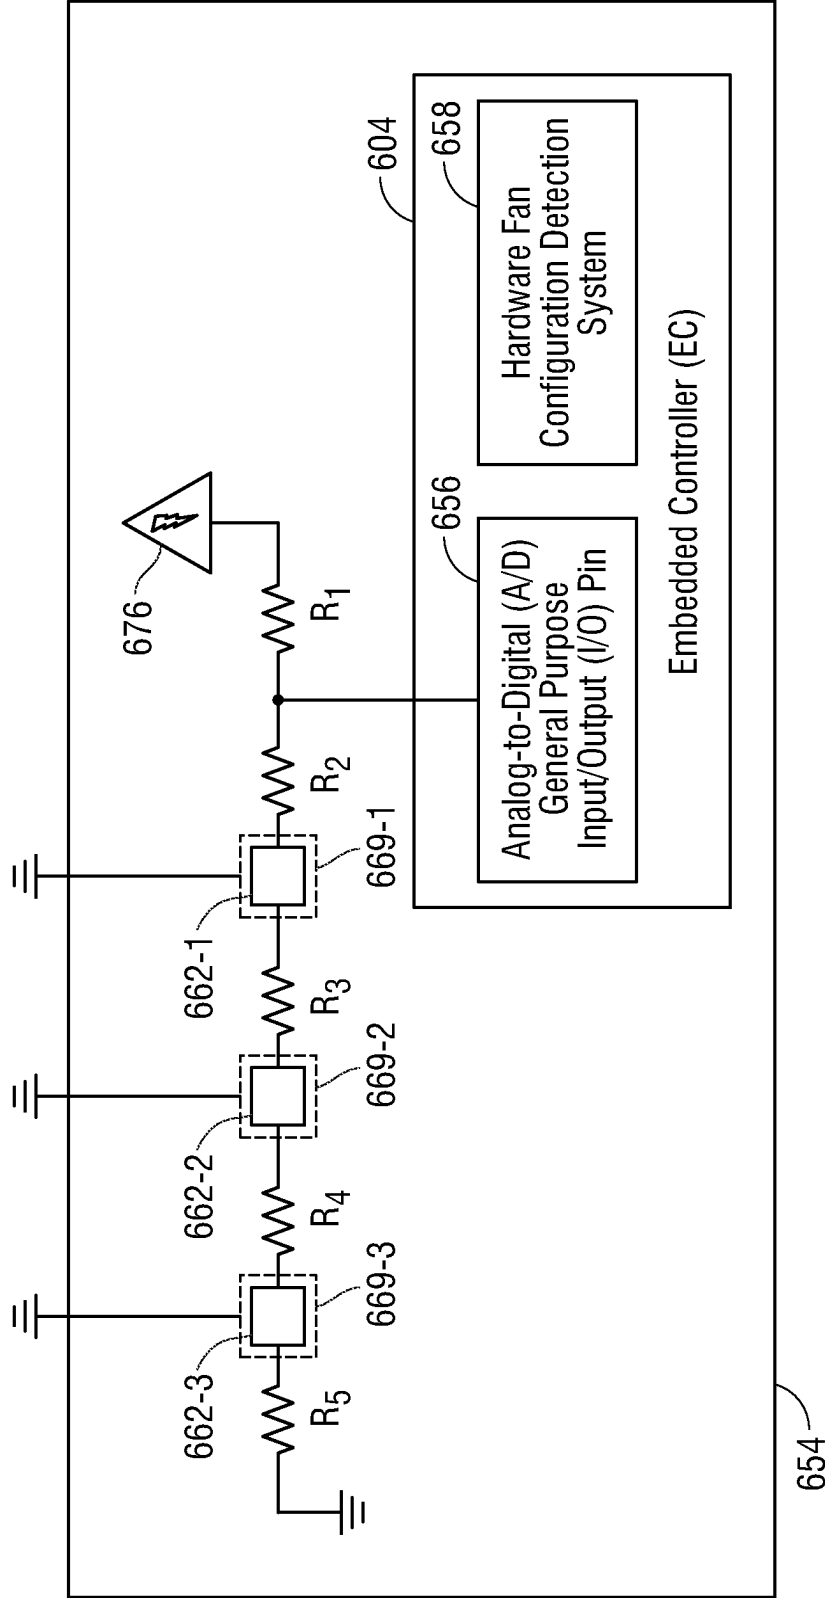 604
658
Hardware Fan
Configuration Detection
System
656
Analog-to-Digital (A/D)
General Purpose
Input/Output (I/O) Pin
Embedded Controller (EC)
676
R1
R2
669-1
662-1
R3
669-2
662-2
R4
669-3
662-3
R5
654